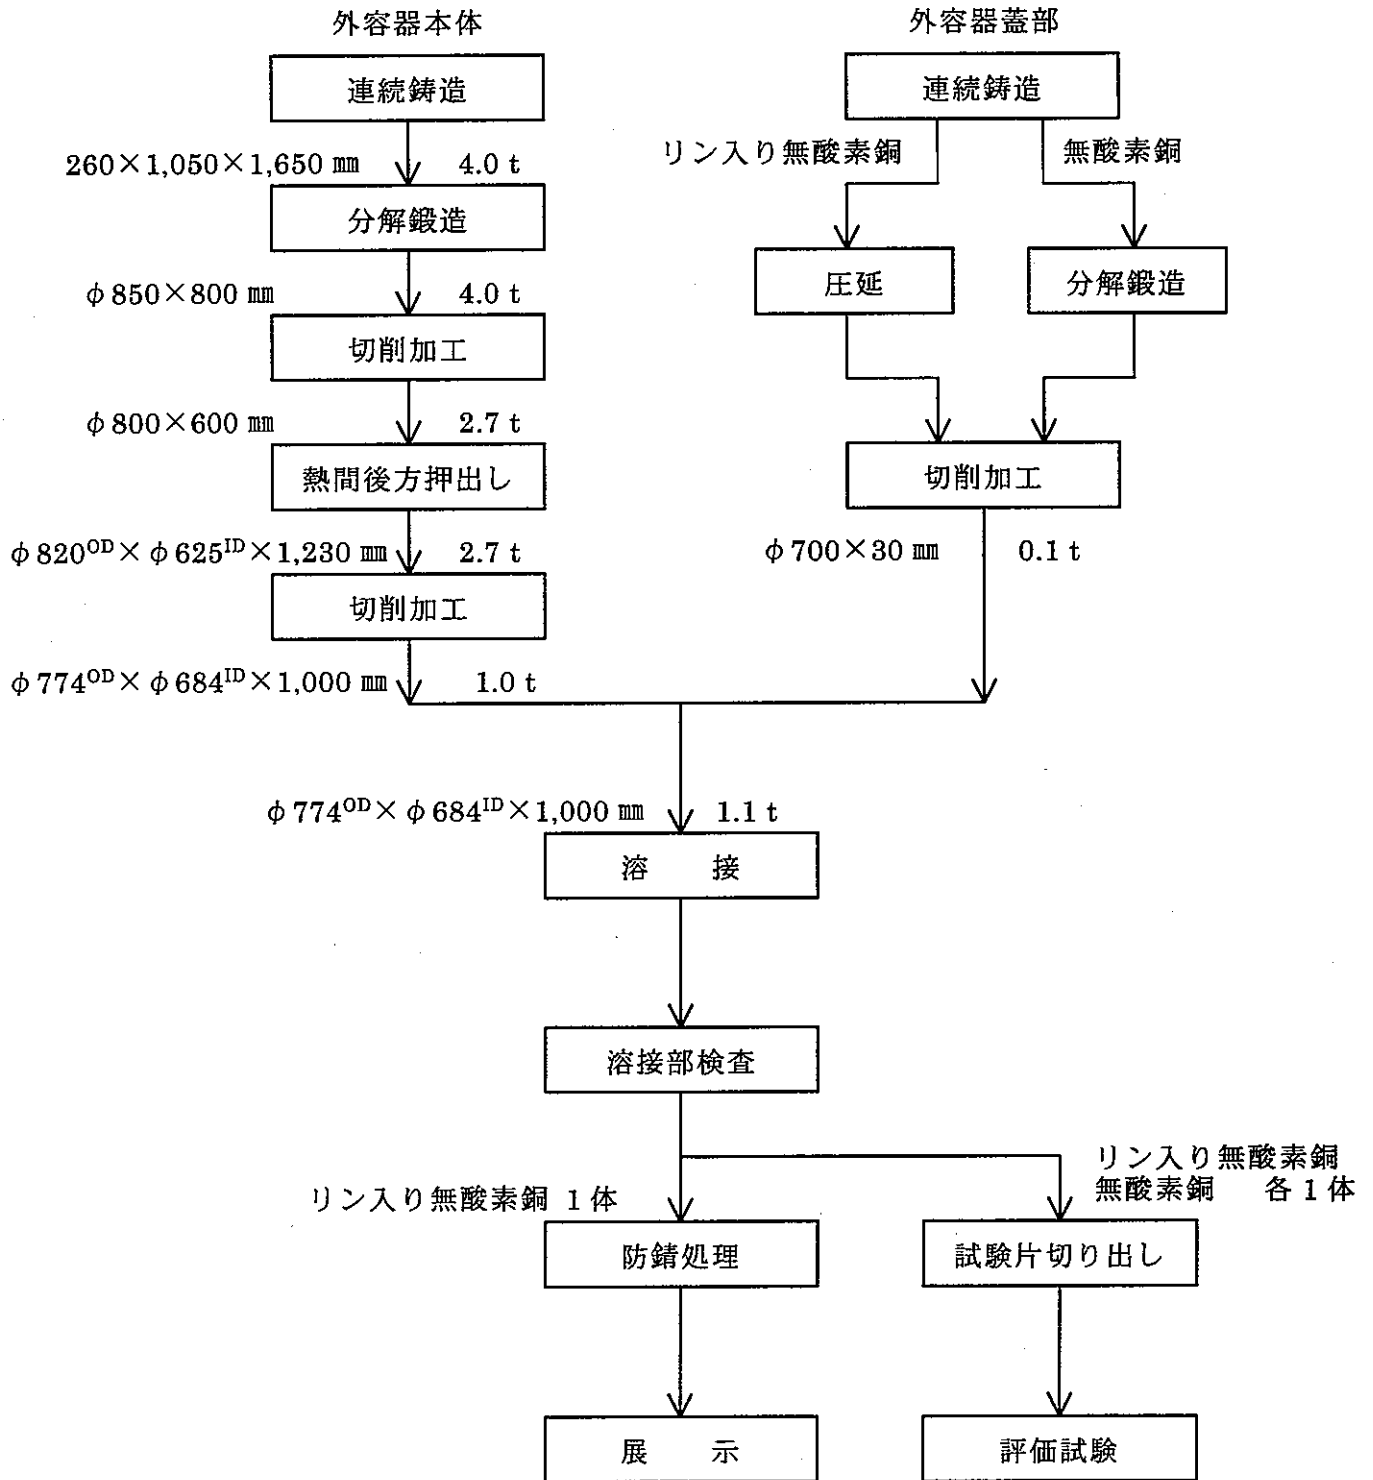 外容器本体
外容器蓋部
連続鋳造
連続鋳造
リン入り無酸素銅
無酸素銅
260×1,050×1,650 ㎜ 4.0 t
分解鍛造
圧延
分解鍛造
φ850×800 ㎜ 4.0 t
切削加工
φ800×600 ㎜ 2.7 t
熱間後方押出し
切削加工
φ820OD×φ625ID×1,230 ㎜ 2.7 t
φ700×30 ㎜ 0.1 t
切削加工
φ774OD×φ684ID×1,000 ㎜ 1.0 t
φ774OD×φ684ID×1,000 ㎜ 1.1 t
溶 接
溶接部検査
リン入り無酸素銅
無酸素銅 各1体
リン入り無酸素銅 1体
防錆処理
試験片切り出し
展 示
評価試験